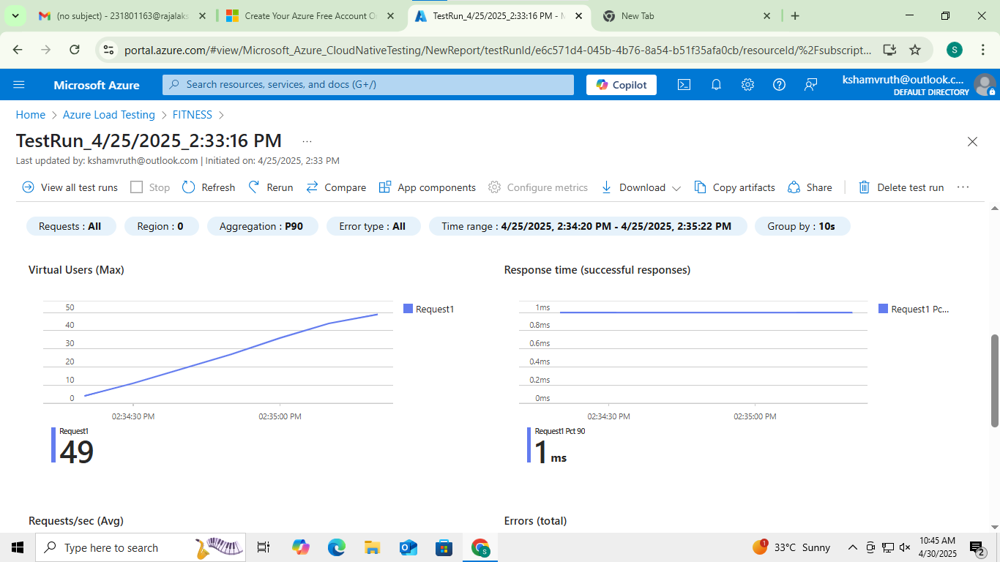 (no subject) - 231801163@rajalaks
Create Your Azure Free Account O
TestRun_4/25/2025_2:33:16 PM - M
New Tab
portal.azure.com/#view/Microsoft_Azure_CloudNativeTesting/NewReport/testRunId/e6c571d4-045b-4b76-8a54-b51f35afa0cb/resourceId/%2Fsubscript...
S
Microsoft Azure
Search resources, services, and docs (G+/)
Copilot
kshamvruth@outlook.c...
DEFAULT DIRECTORY
Home > Azure Load Testing > FITNESS >
TestRun_4/25/2025_2:33:16 PM ...
Last updated by: kshamvruth@outlook.com | Initiated on: 4/25/2025, 2:33 PM
View all test runs Stop Refresh Rerun Compare App components Configure metrics Download Copy artifacts Share Delete test run ...
Requests : All Region : 0 Aggregation : P90 Error type : All Time range : 4/25/2025, 2:34:20 PM - 4/25/2025, 2:35:22 PM Group by : 10s
Virtual Users (Max)
50
40
30
20
10
0
02:34:30 PM 02:35:00 PM
Request1
Request1
49
Response time (successful responses)
1ms
0.8ms
0.6ms
0.4ms
0.2ms
0ms
02:34:30 PM 02:35:00 PM
Request1 Pc...
Request1 Pct 90
1 ms
Requests/sec (Avg)
Errors (total)
Type here to search
1
33°C Sunny
10:45 AM
4/30/2025
2